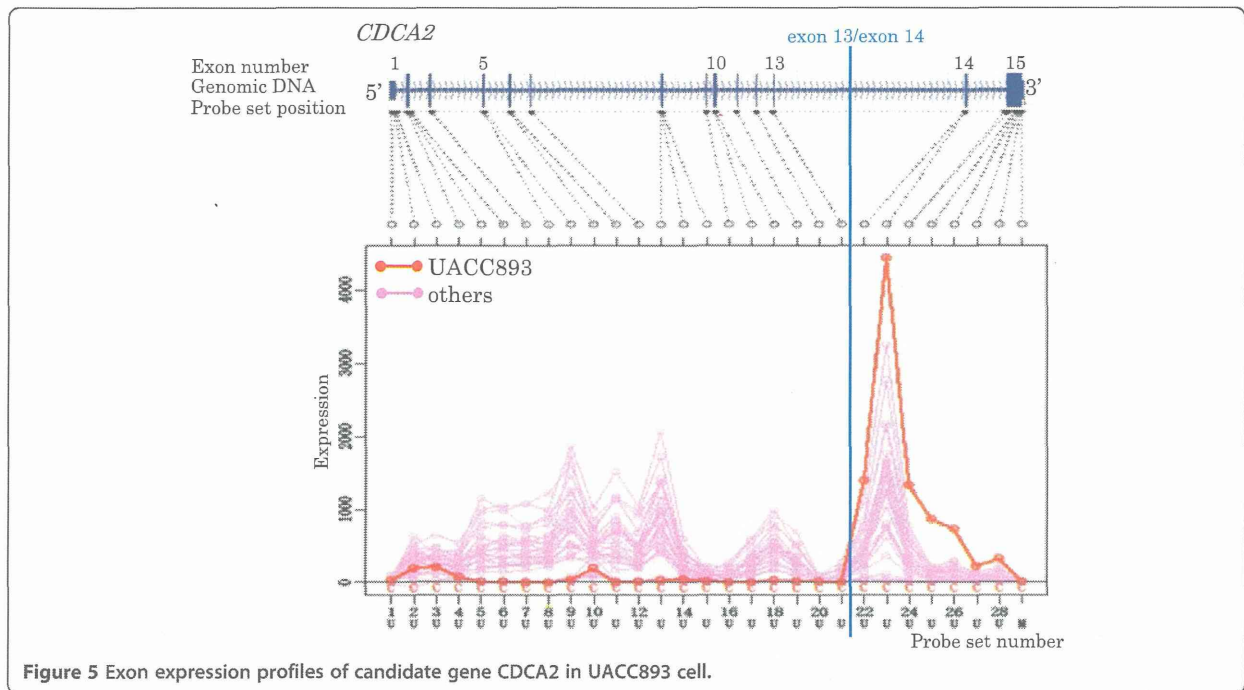 CDCA2
exon 13/exon 14
Exon number 1 5 10 13 14 15
Genomic DNA 5’ 3’
Probe set position
UACC893
others
Expression
4000
3000
2000
1000
0
C C C C C C C C C C C C C C C C C C C C C C C C C C C C C
1 2 3 4 5 6 7 8 9 10 11 12 13 14 16 18 20 22 24 26 28
Probe set number
Figure 5 Exon expression profiles of candidate gene CDCA2 in UACC893 cell.